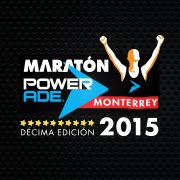 MARATÓN
POWER
ADE
MONTERREY
DÉCIMA EDICIÓN 2015